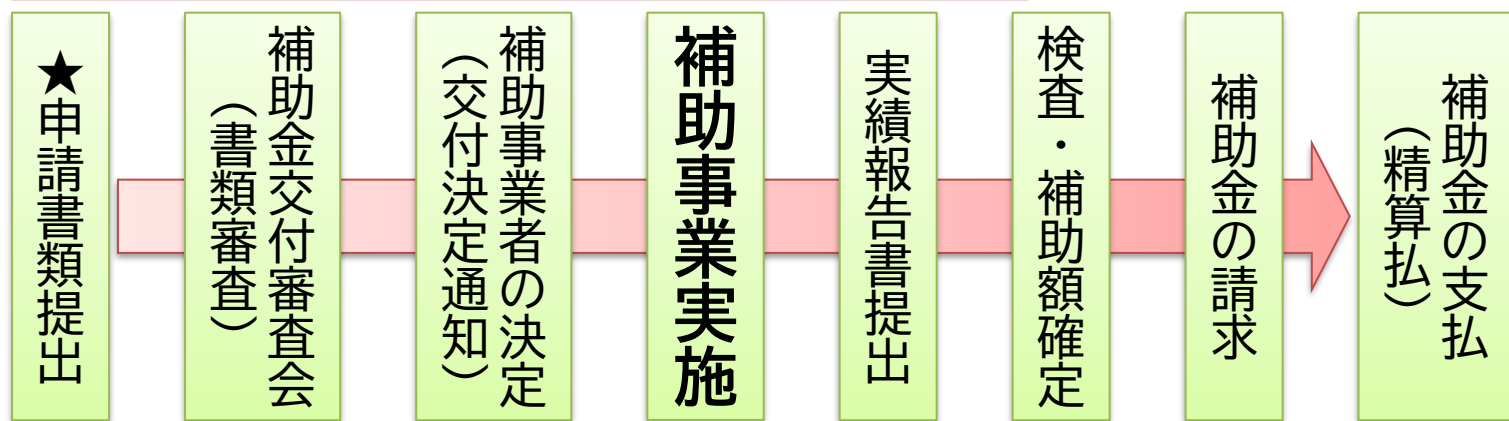 ★申請書類提出
補助金交付審査会
（書類審査）
補助事業者の決定
（交付決定通知）
補助事業実施
実績報告書提出
検査・補助額確定
補助金の請求
補助金の支払
（精算払）